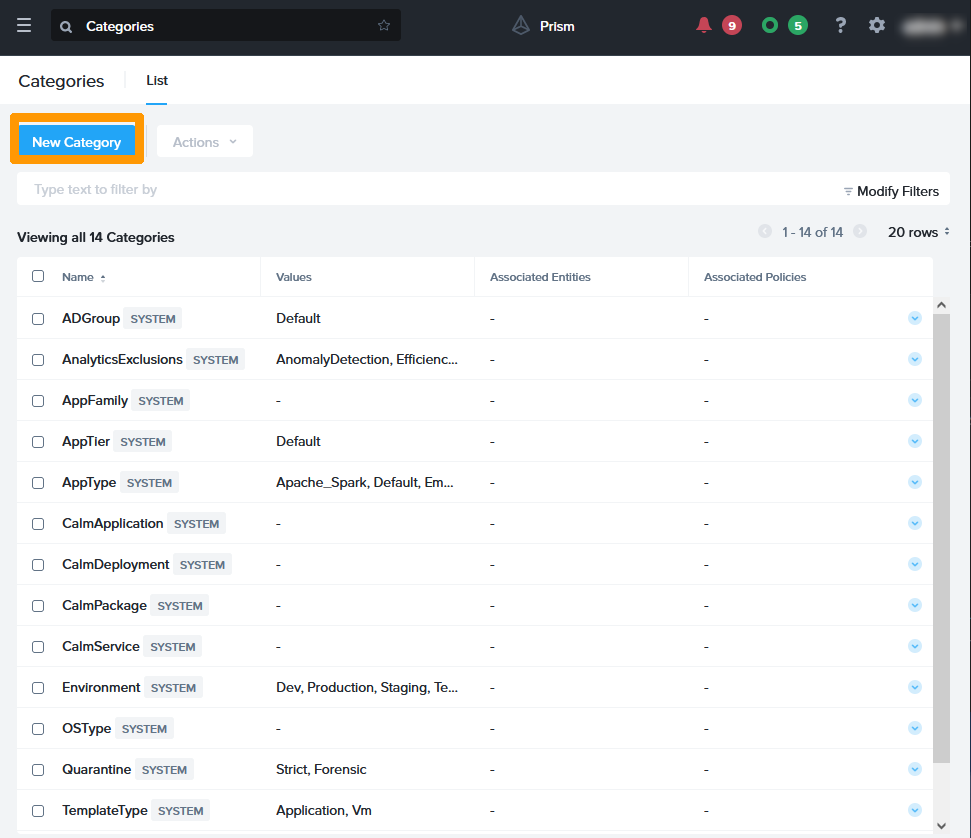 Categories
Prism
9
5
?
Categories
List
New Category
Actions
Type text to filter by
Modify Filters
Viewing all 14 Categories
1 - 14 of 14
20 rows
Name Values Associated Entities Associated Policies
ADGroup SYSTEM Default - -
AnalyticsExclusions SYSTEM AnomalyDetection, Efficienc... - -
AppFamily SYSTEM - - -
AppTier SYSTEM Default - -
AppType SYSTEM Apache_Spark, Default, Em... - -
CalmApplication SYSTEM - - -
CalmDeployment SYSTEM - - -
CalmPackage SYSTEM - - -
CalmService SYSTEM - - -
Environment SYSTEM Dev, Production, Staging, Te... - -
OSType SYSTEM - - -
Quarantine SYSTEM Strict, Forensic - -
TemplateType SYSTEM Application, Vm - -